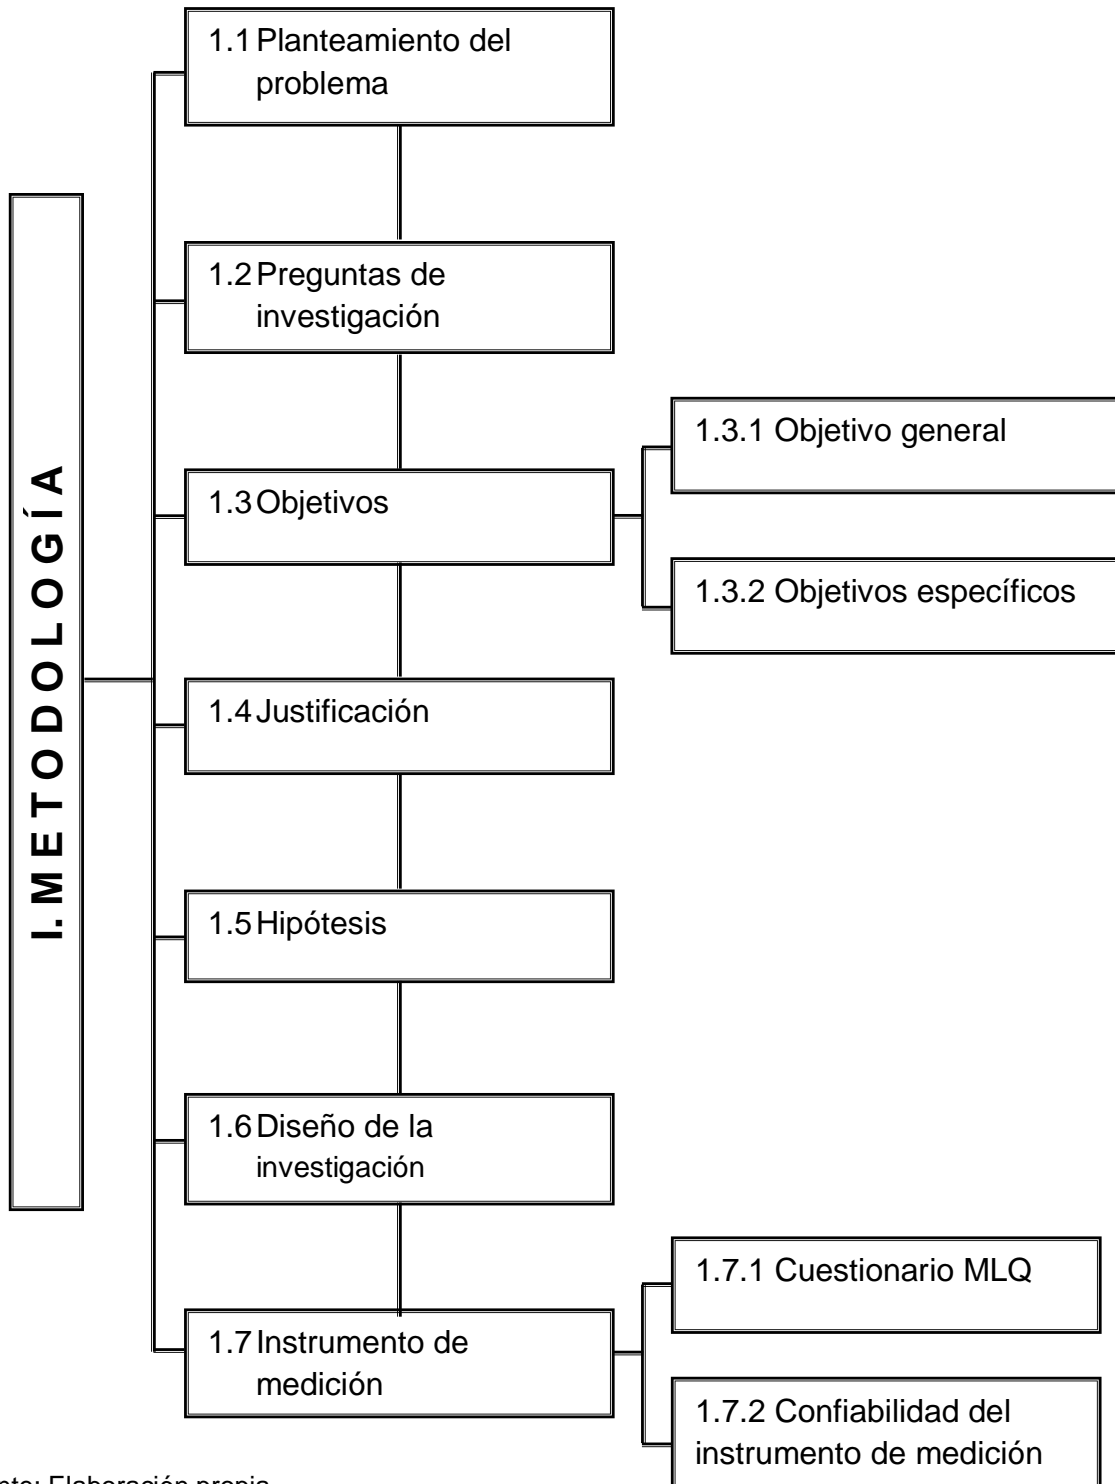 1.1 Planteamiento del
problema
1.2 Preguntas de
investigación
1.3 Objetivos
1.3.1 Objetivo general
1.3.2 Objetivos específicos
I. M E T O D O L O G Í A
1.4 Justificación
1.5 Hipótesis
1.6 Diseño de la
investigación
1.7 Instrumento de
medición
1.7.1 Cuestionario MLQ
1.7.2 Confiabilidad del
instrumento de medición
Elaboración propia